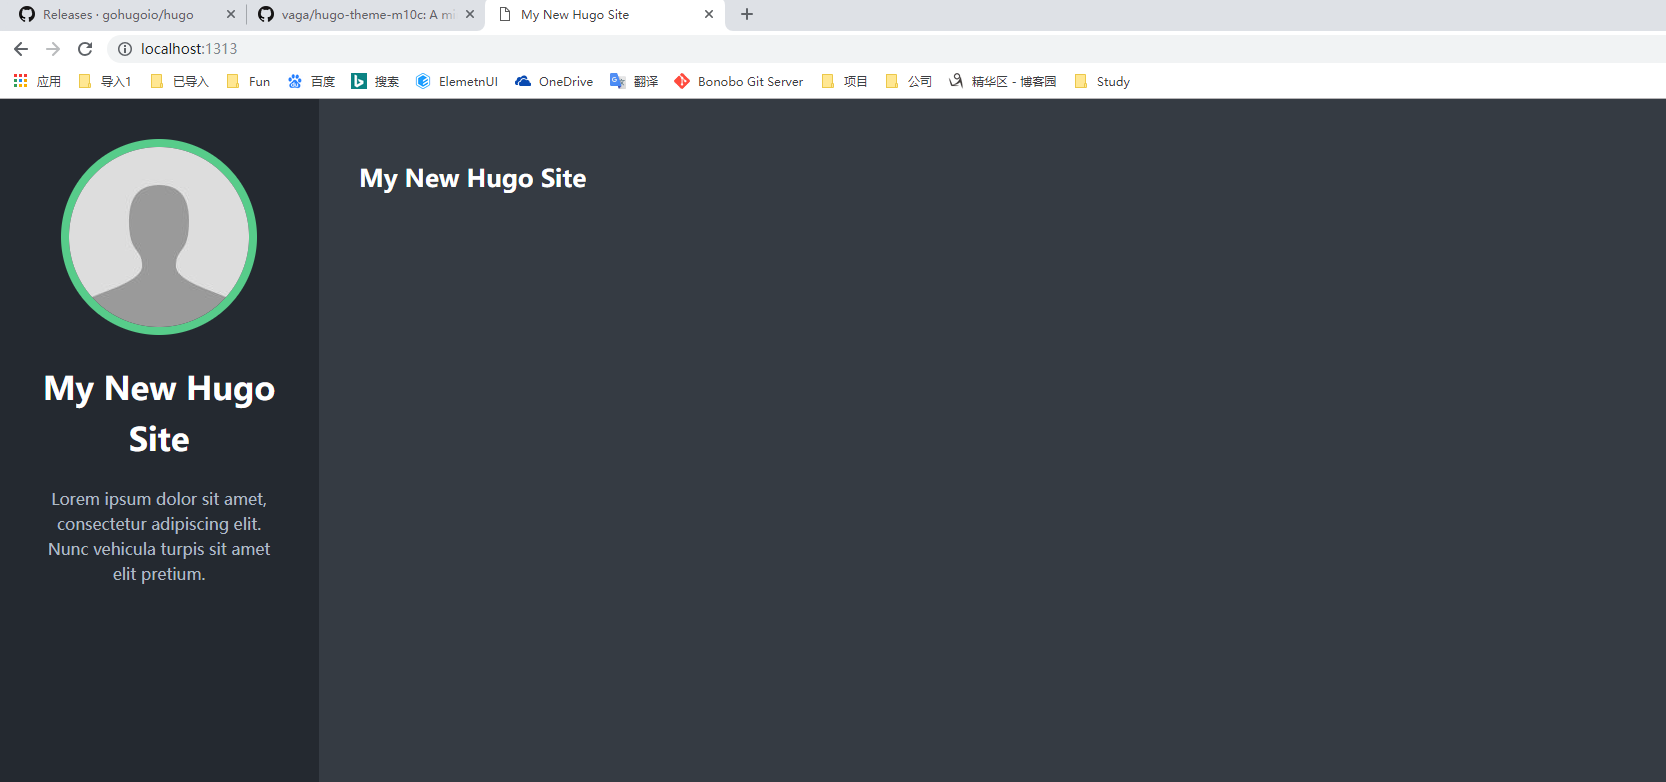 Releases · gohugoio/hugo
vaga/hugo-theme-m10c: A mi
My New Hugo Site
localhost:1313
应用 导入1 已导入 Fun 百度 搜索 ElemetnUI OneDrive 翻译 Bonobo Git Server 项目 公司 精华区 - 博客园 Study
My New Hugo
Site
Lorem ipsum dolor sit amet,
consectetur adipiscing elit.
Nunc vehicula turpis sit amet
elit pretium.
My New Hugo Site